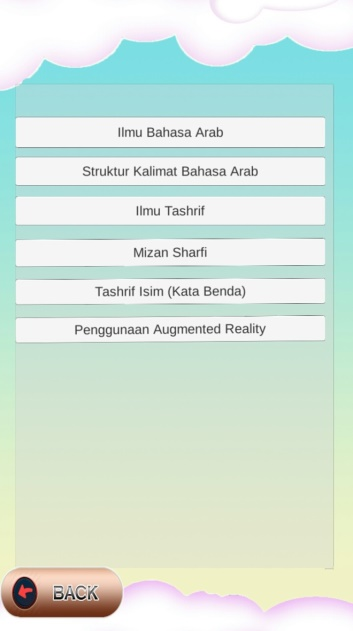 Ilmu Bahasa Arab
Struktur Kalimat Bahasa Arab
Ilmu Tashrif
Mizan Sharfi
Tashrif Isim (Kata Benda)
Penggunaan Augmented Reality
BACK